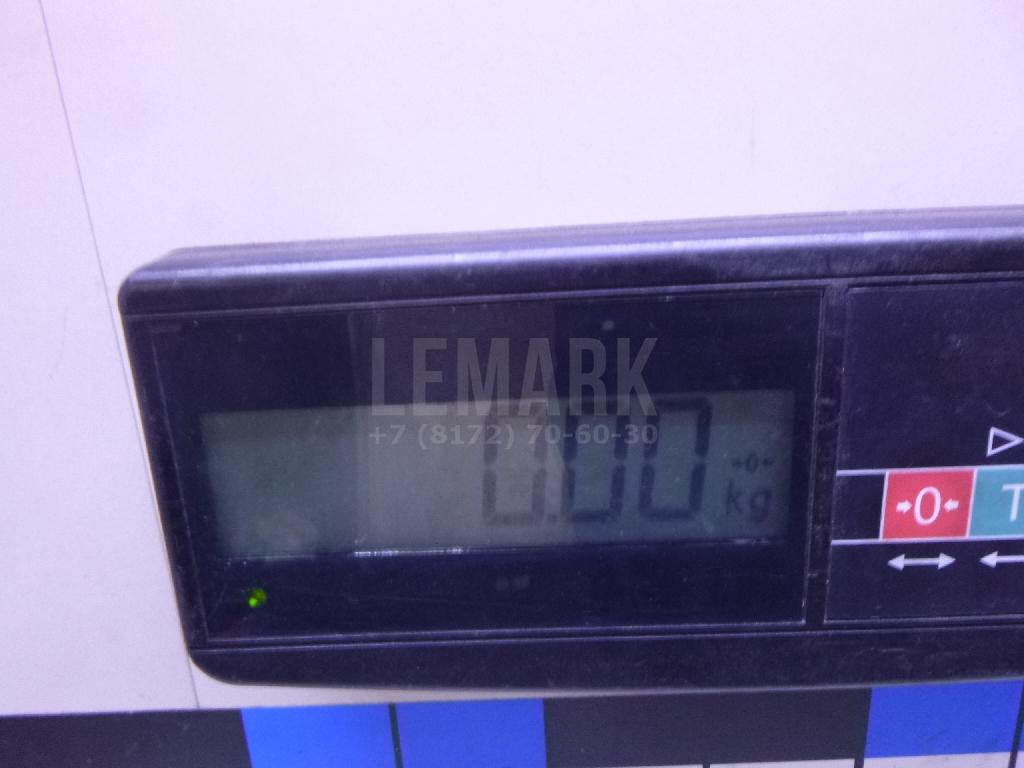 LEMARK
+7 (8172) 70-60-30
0.00
→0←
kg
→0←
T